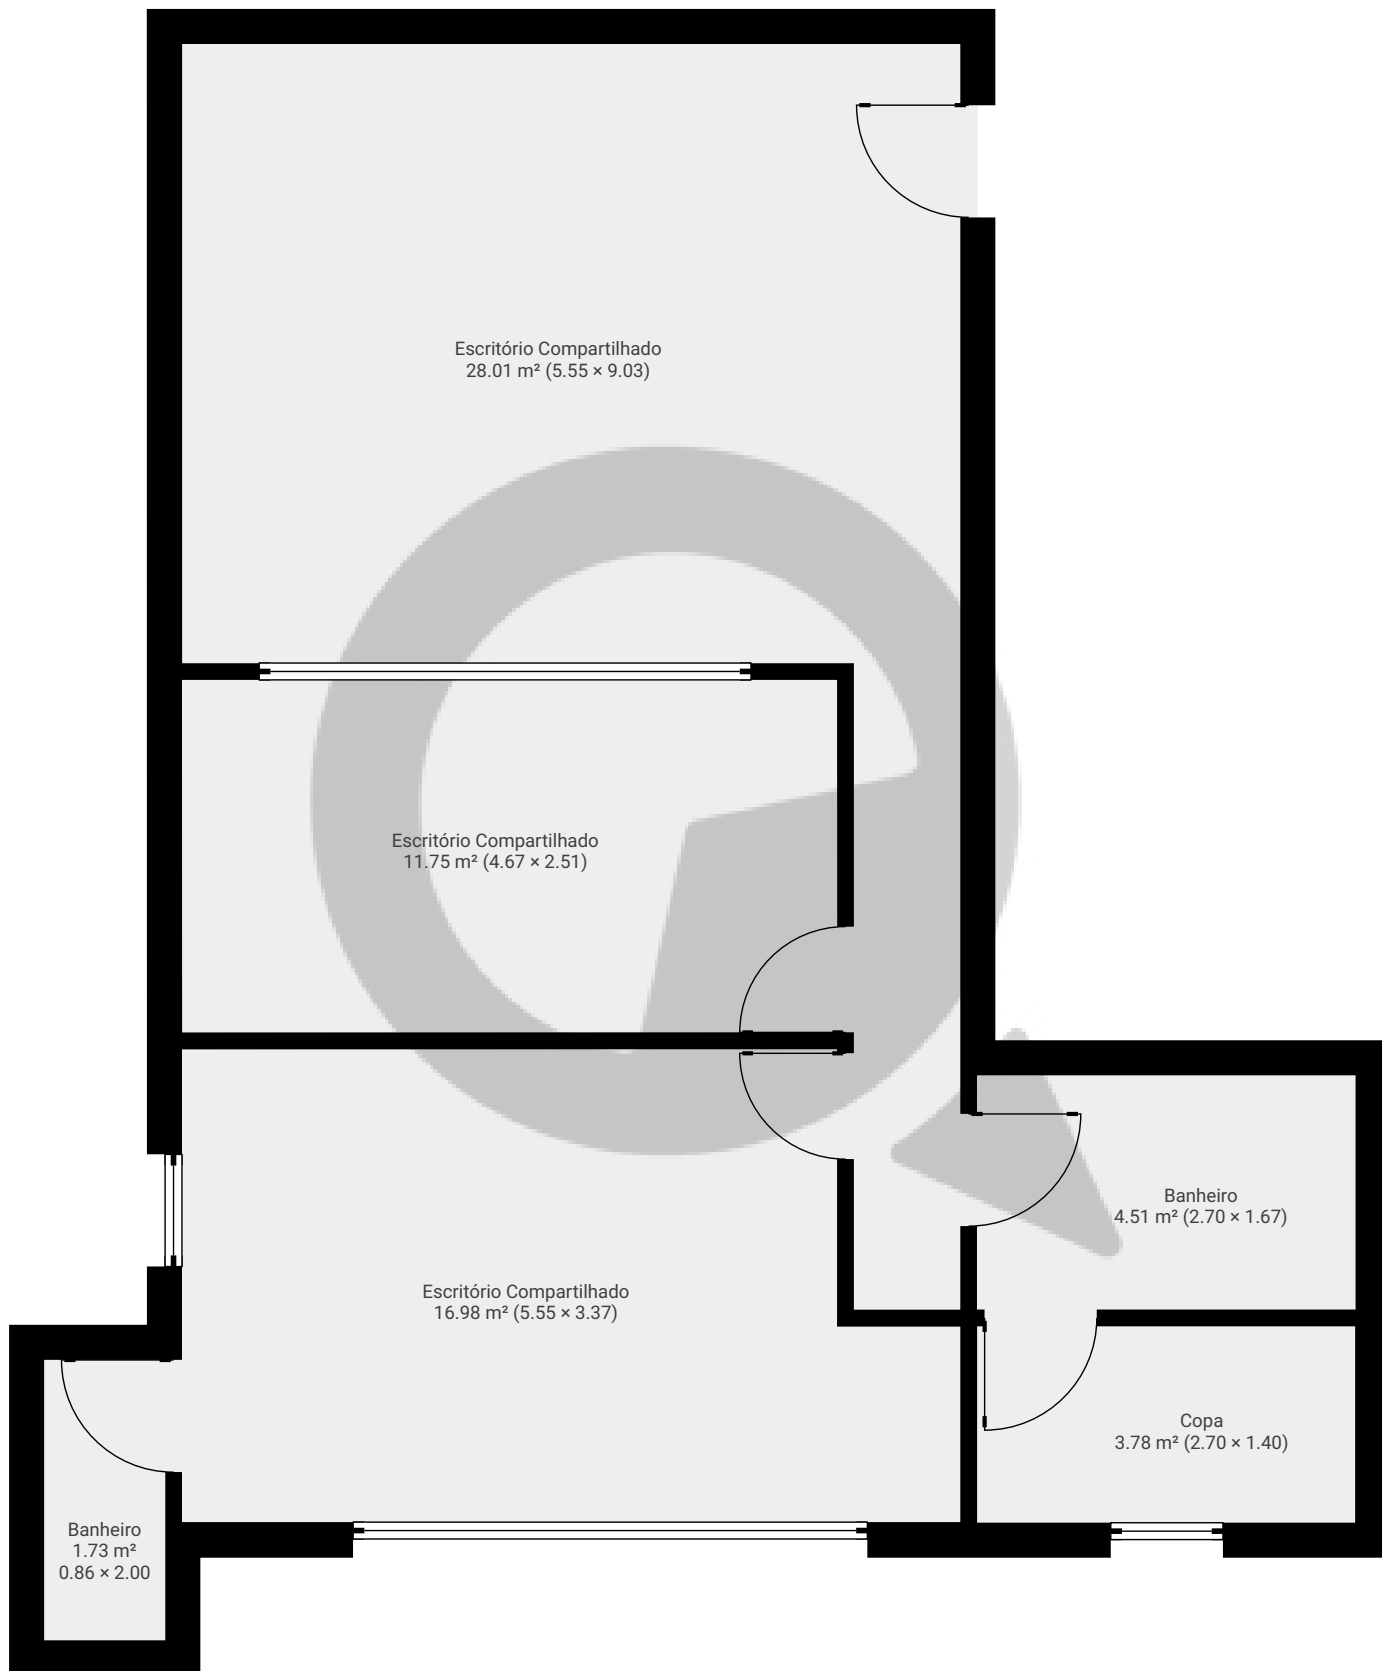 Escritório Compartilhado
28.01 m² (5.55 × 9.03)
Escritório Compartilhado
11.75 m² (4.67 × 2.51)
Banheiro
4.51 m² (2.70 × 1.67)
Escritório Compartilhado
16.98 m² (5.55 × 3.37)
Copa
3.78 m² (2.70 × 1.40)
Banheiro
1.73 m²
0.86 × 2.00